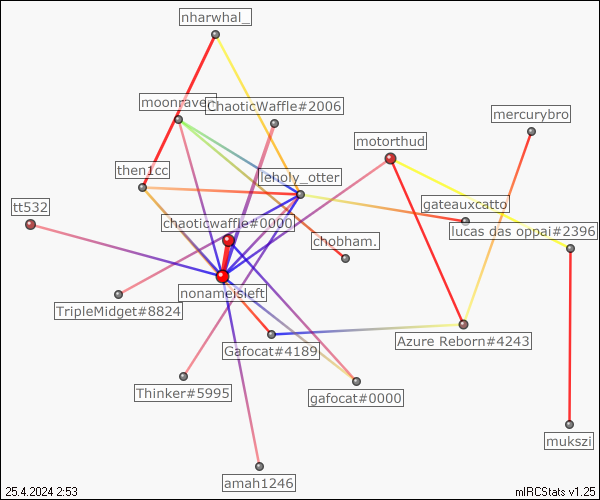 nharwhal_
moonraven
ChaoticWaffle#2006
mercurybro
motorthud
then1cc
leholy_otter
tt532
gateauxcatto
chaoticwaffle#0000
lucas das oppai#2396
chobham.
nonameisleft
TripleMidget#8824
Gafocat#4189
Azure Reborn#4243
Thinker#5995
gafocat#0000
mukszi
amah1246
25.4.2024 2:53
mIRCStats v1.25